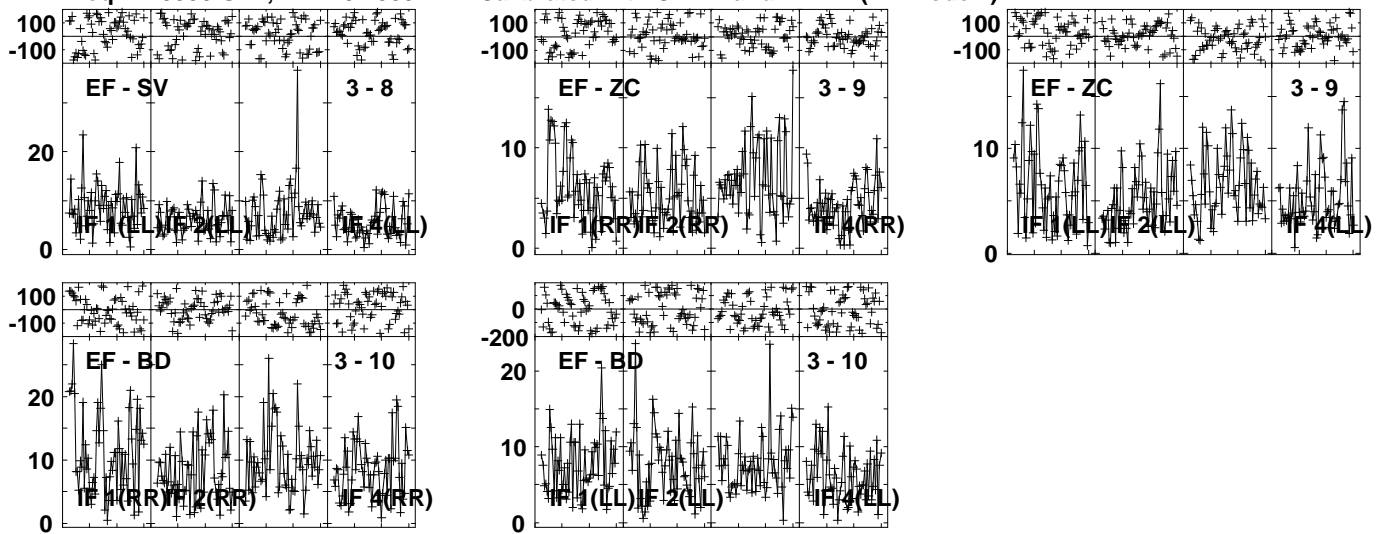 100
-100
EF - SV
3 - 8
20
0
IF 1(LL)
IF 2(LL)
IF 4(LL)
100
-100
EF - ZC
3 - 9
10
0
IF 1(RR)
IF 2(RR)
IF 4(RR)
100
-100
EF - ZC
3 - 9
10
0
IF 1(LL)
IF 2(LL)
IF 4(LL)
100
-100
EF - BD
3 - 10
20
10
0
IF 1(RR)
IF 2(RR)
IF 4(RR)
0
-200
EF - BD
3 - 10
20
10
0
IF 1(LL)
IF 2(LL)
IF 4(LL)